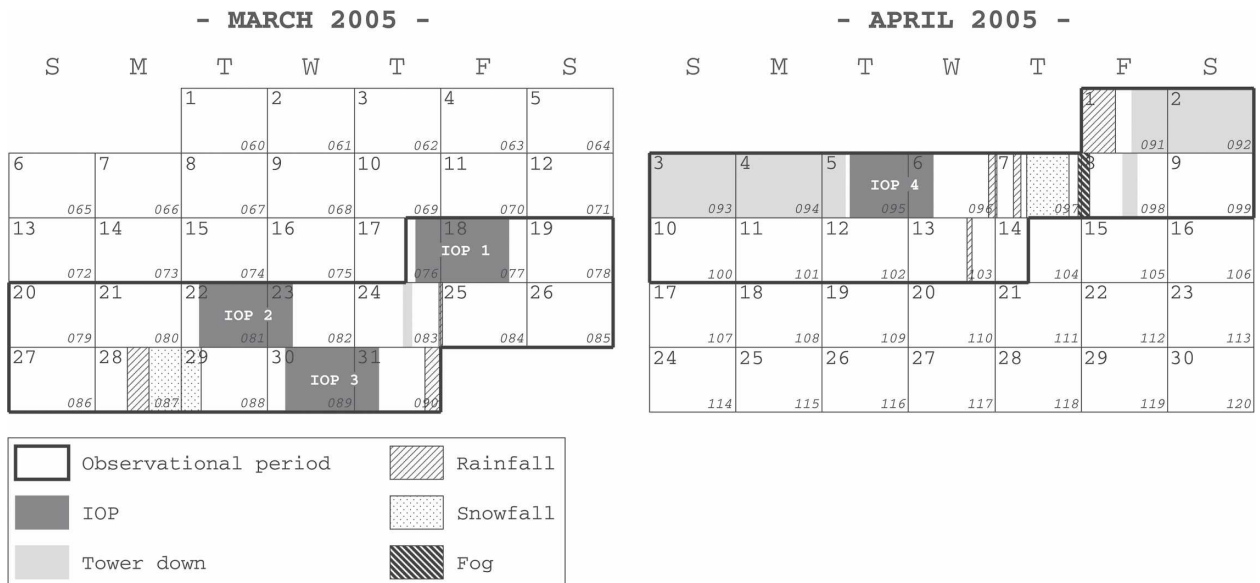 - MARCH 2005 -
S M T W T F S
1 2 3 4 5
060 061 062 063 064
6 7 8 9 10 11 12
065 066 067 068 069 070 071
13 14 15 16 17 18 19
IOP 1
072 073 074 075 076 077 078
20 21 22 23 24 25 26
IOP 2
079 080 081 082 083 084 085
27 28 29 30 31
IOP 3
086 087 088 089 090
- APRIL 2005 -
S M T W T F S
1 2
091 092
3 4 5 6 7 8 9
IOP 4
093 094 095 096 097 098 099
10 11 12 13 14 15 16
100 101 102 103 104 105 106
17 18 19 20 21 22 23
107 108 109 110 111 112 113
24 25 26 27 28 29 30
114 115 116 117 118 119 120
Observational period
IOP
Tower down
Rainfall
Snowfall
Fog